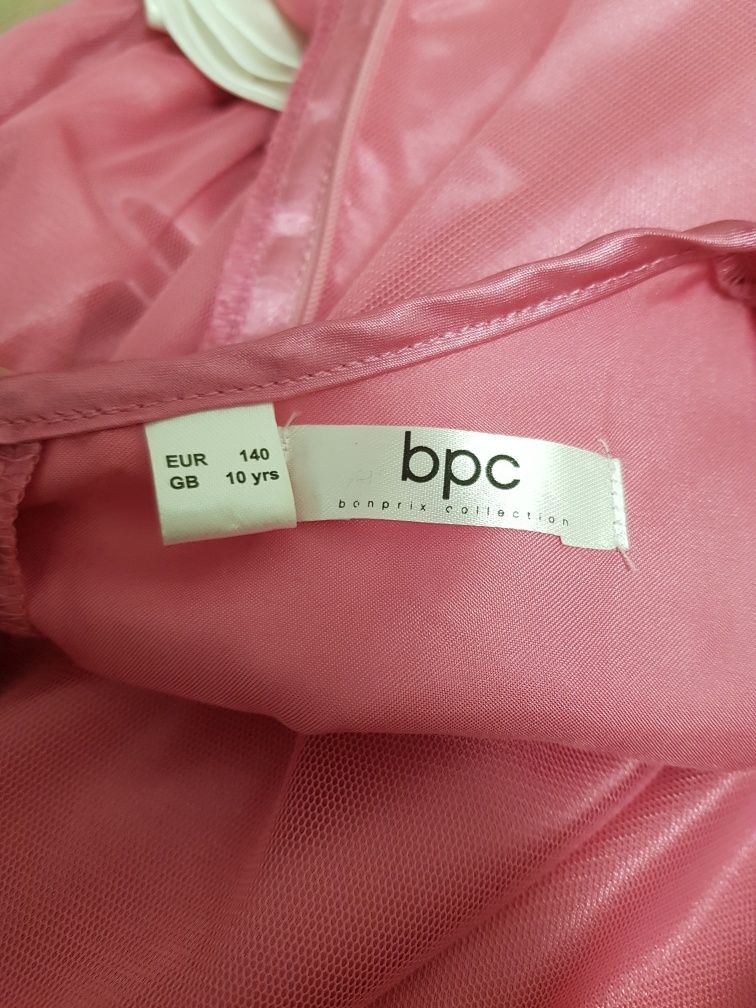 EUR 140
GB 10 yrs
bpc
bonprix collection